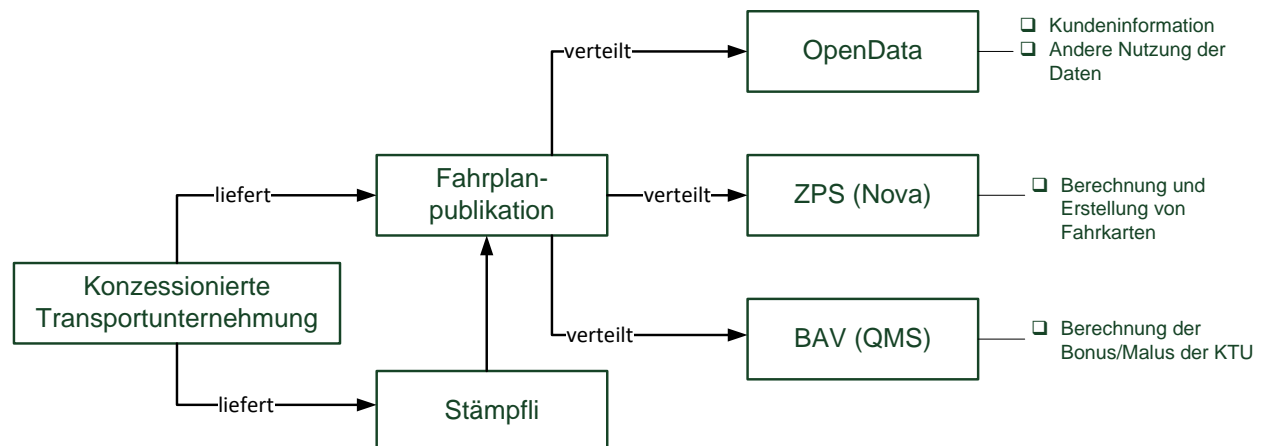 verteilt
OpenData
❑ Kundeninformation
❑ Andere Nutzung der
Daten
liefert
Fahrplan-
publikation
verteilt
ZPS (Nova)
❑ Berechnung und
Erstellung von
Fahrkarten
Konzessionierte
Transportunternehmung
verteilt
BAV (QMS)
❑ Berechnung der
Bonus/Malus der KTU
liefert
Stämpfli